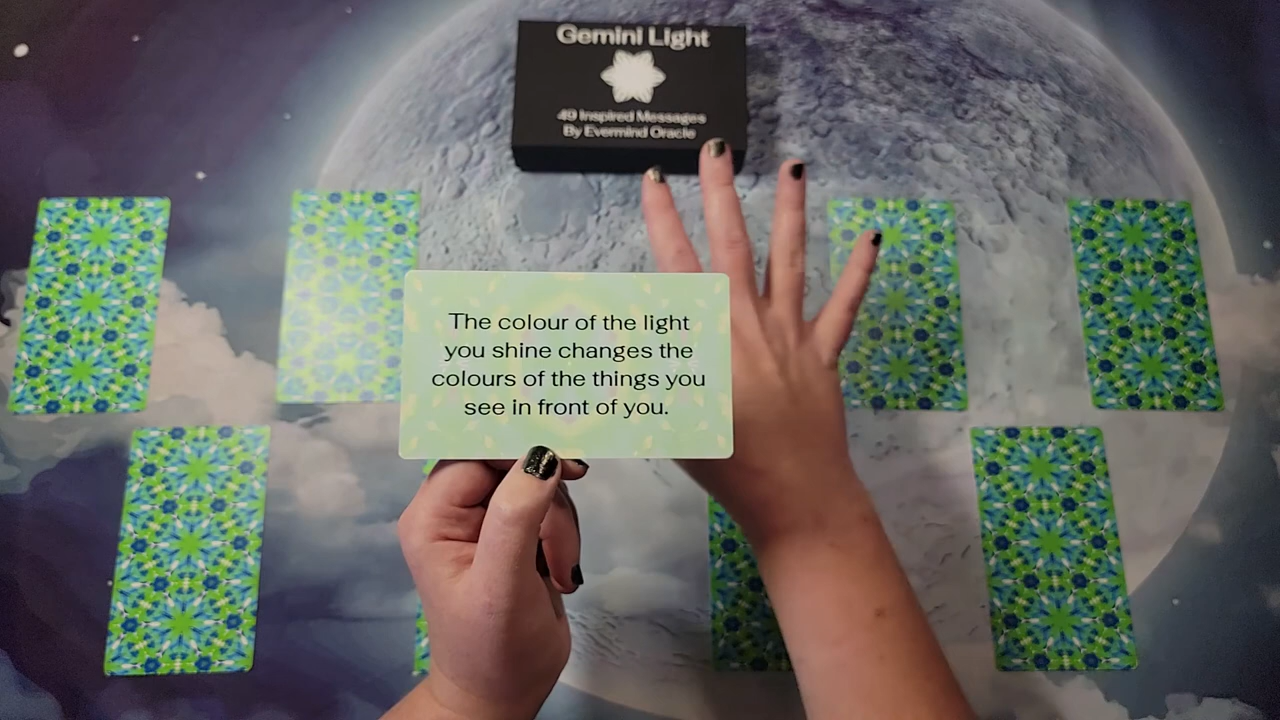 Gemini Light
49 Inspired Messages
By Evermind Oracle
The colour of the light
you shine changes the
colours of the things you
see in front of you.